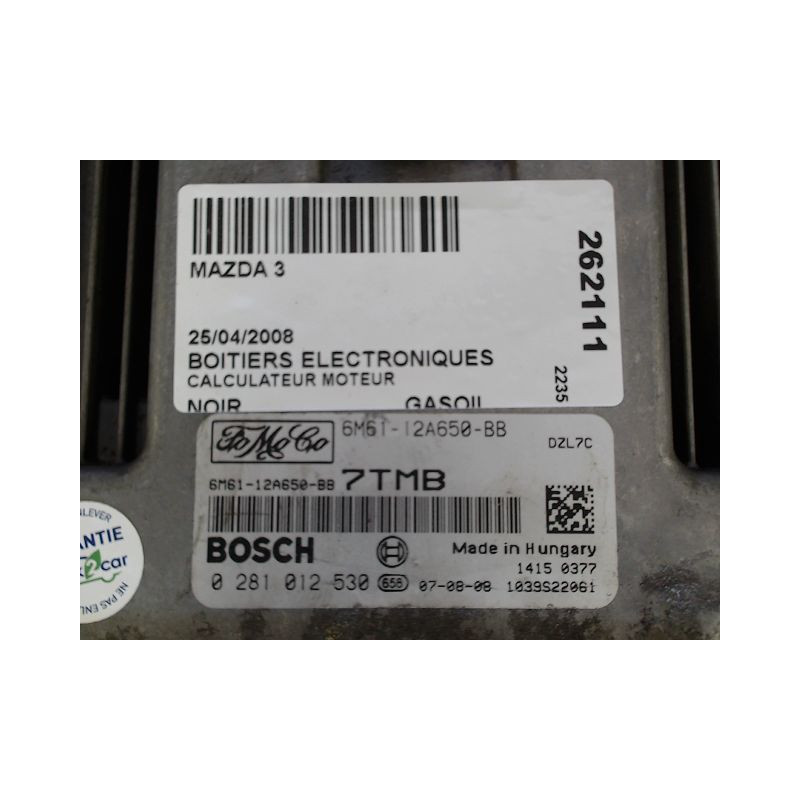 MAZDA 3
262111
25/04/2008
BOITIERS ELECTRONIQUES
CALCULATEUR MOTEUR
2235
NOIR GASOIL
FoMoCo 6M61-12A650-BB
DZL7C
6M61-12A650-BB 7TMB
BOSCH
Made in Hungary
1415 0377
0 281 012 530 656 07-08-08 1039S22061
2car